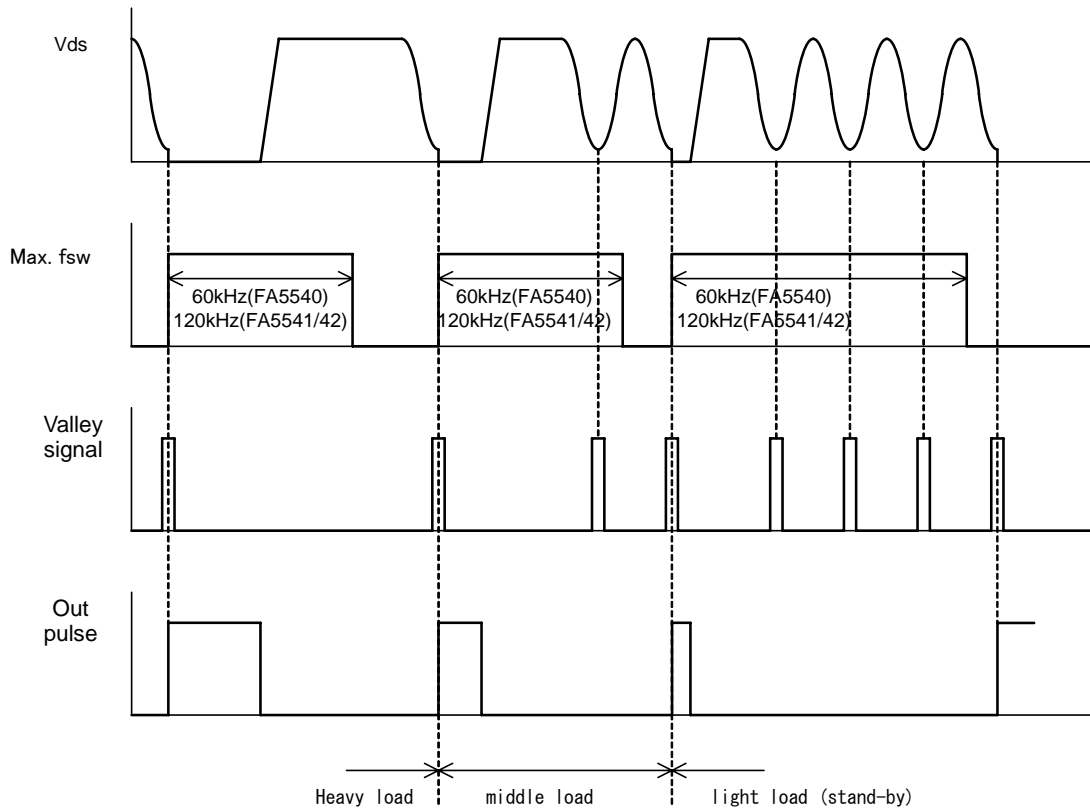 Vds
Max. fsw
60kHz(FA5540)
120kHz(FA5541/42)
60kHz(FA5540)
120kHz(FA5541/42)
60kHz(FA5540)
120kHz(FA5541/42)
Valley
signal
Out
pulse
Heavy load
middle load
light load (stand-by)